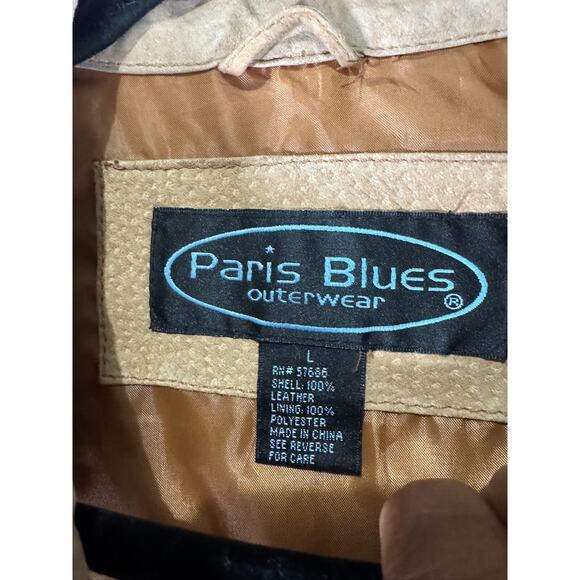 Paris Blues
outerwear ®
L
RN# 57686
SHELL: 100%
LEATHER
LINING: 100%
POLYESTER
MADE IN CHINA
SEE REVERSE
FOR CARE